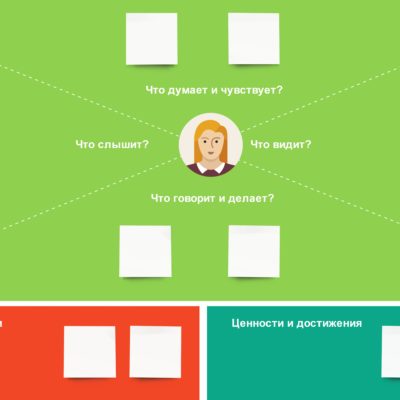 Что думает и чувствует?
Что слышит?
Что видит?
Что говорит и делает?
Ценности и достижения